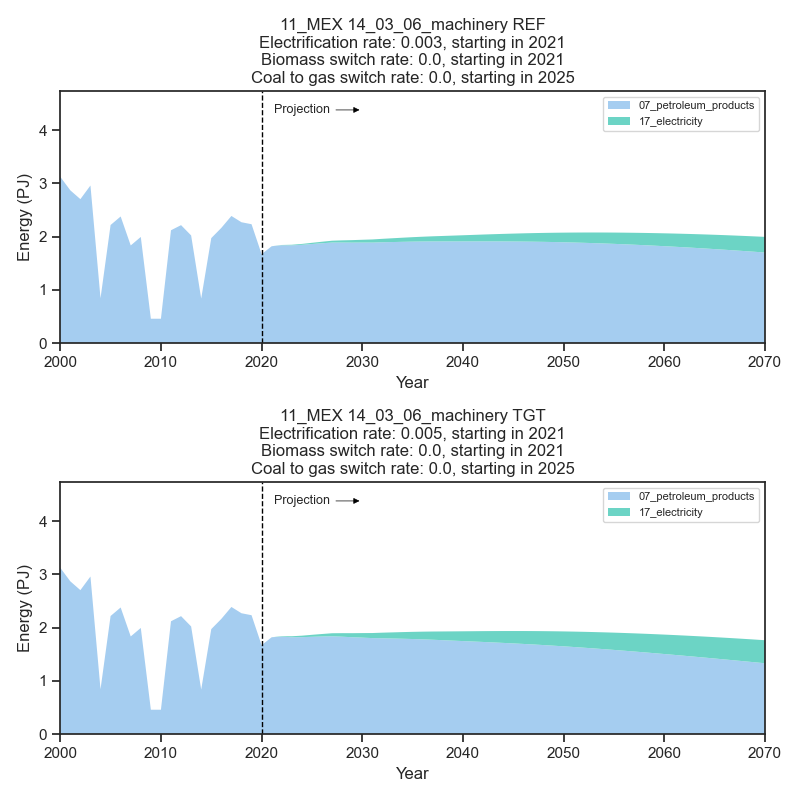 11_MEX 14_03_06_machinery REF
Electrification rate: 0.003, starting in 2021
Biomass switch rate: 0.0, starting in 2021
Coal to gas switch rate: 0.0, starting in 2025
Projection
07_petroleum_products
17_electricity
Energy (PJ)
4
3
2
1
0
2000 2010 2020 2030 2040 2050 2060 2070
Year
11_MEX 14_03_06_machinery TGT
Electrification rate: 0.005, starting in 2021
Biomass switch rate: 0.0, starting in 2021
Coal to gas switch rate: 0.0, starting in 2025
Projection
07_petroleum_products
17_electricity
Energy (PJ)
4
3
2
1
0
2000 2010 2020 2030 2040 2050 2060 2070
Year